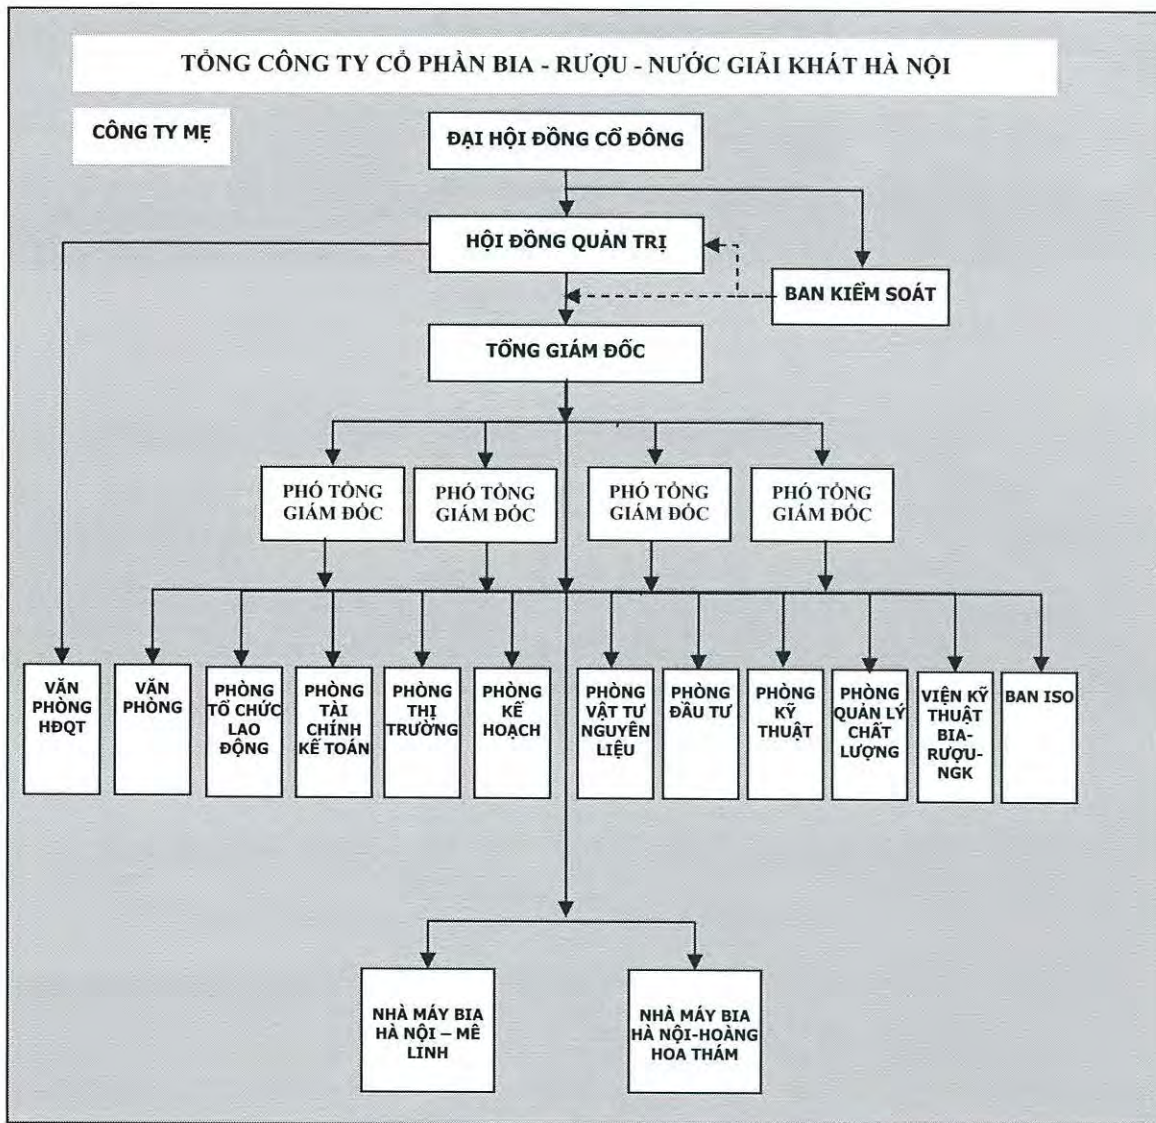 TỔNG CÔNG TY CỔ PHẦN BIA - RƯỢU - NƯỚC GIẢI KHÁT HÀ NỘI
CÔNG TY MẸ
ĐẠI HỘI ĐỒNG CỔ ĐÔNG
HỘI ĐỒNG QUẢN TRỊ
BAN KIỂM SOÁT
TỔNG GIÁM ĐỐC
PHÓ TỔNG
GIÁM ĐỐC
PHÓ TỔNG
GIÁM ĐỐC
PHÓ TỔNG
GIÁM ĐỐC
PHÓ TỔNG
GIÁM ĐỐC
VĂN
PHÒNG
HĐQT
VĂN
PHÒNG
PHÒNG
TỔ CHỨC
LAO
ĐỘNG
PHÒNG
TÀI
CHÍNH
KẾ TOÁN
PHÒNG
THỊ
TRƯỜNG
PHÒNG
KẾ
HOẠCH
PHÒNG
VẬT TƯ
NGUYÊN
LIỆU
PHÒNG
ĐẦU TƯ
PHÒNG
KỸ
THUẬT
PHÒNG
QUẢN LÝ
CHẤT
LƯỢNG
VIỆN KỸ
THUẬT
BIA-
RƯỢU-
NGK
BAN ISO
NHÀ MÁY BIA
HÀ NỘI – MÊ
LINH
NHÀ MÁY BIA
HÀ NỘI-HOÀNG
HOA THÁM